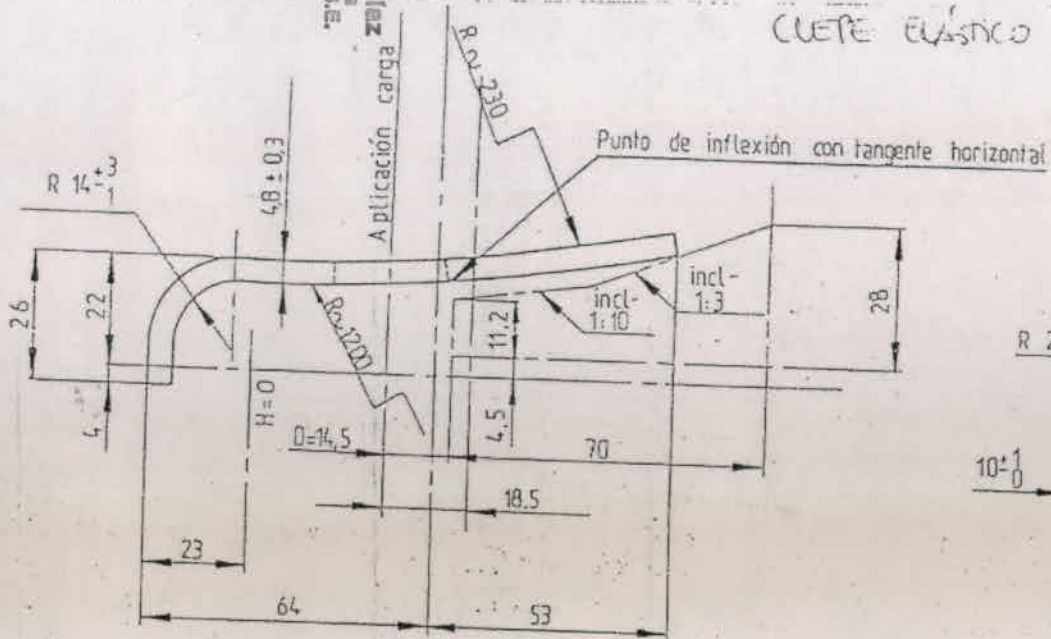 CLETE ELÁSTICO
lez
.E.
Aplicación carga
R ~ 230
Punto de inflexión con tangente horizontal
R 14 +3 -1
4,8 ± 0,3
26
22
4
R ~ 1200
H=0
incl-
1:10
incl-
1:3
11,2
4,5
28
D=14,5
70
18.5
23
64
53
R 2
10 +1 0